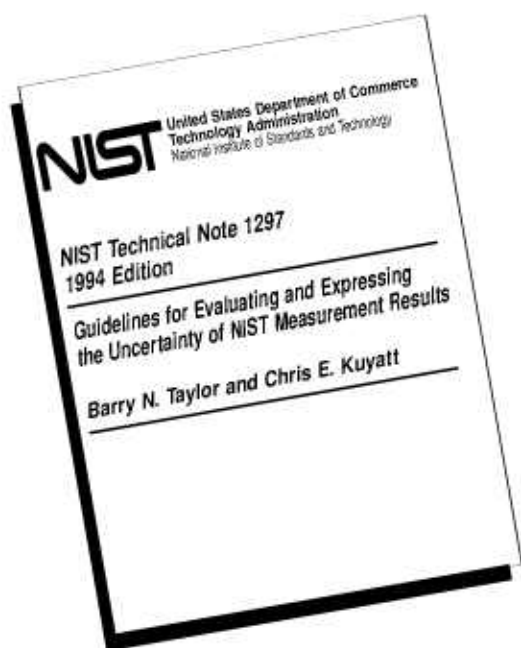 NIST
United States Department of Commerce
Technology Administration
National Institute of Standards and Technology
NIST Technical Note 1297
1994 Edition
Guidelines for Evaluating and Expressing
the Uncertainty of NIST Measurement Results
Barry N. Taylor and Chris E. Kuyatt